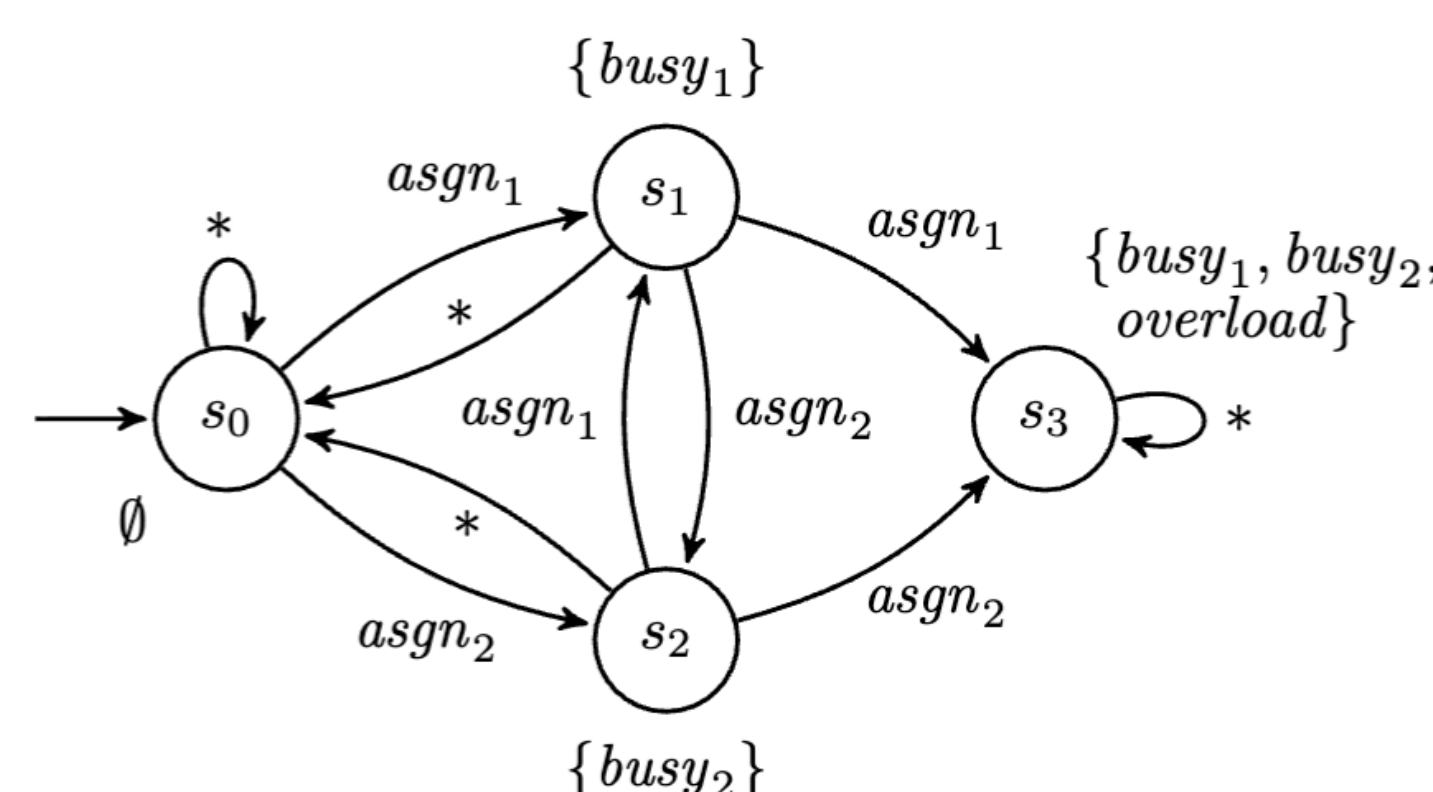 {busy₁}
asgn₁
s₁
asgn₁
*
{busy₁, busy₂,
overload}
*
asgn₁
asgn₂
s₀
s₃
*
∅
*
asgn₂
s₂
asgn₂
{busy₂}